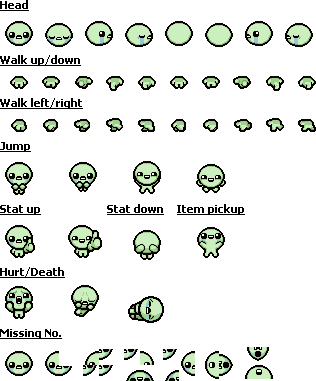 Head
Walk up/down
Walk left/right
Jump
Stat up Stat down Item pickup
Hurt/Death
Missing No.